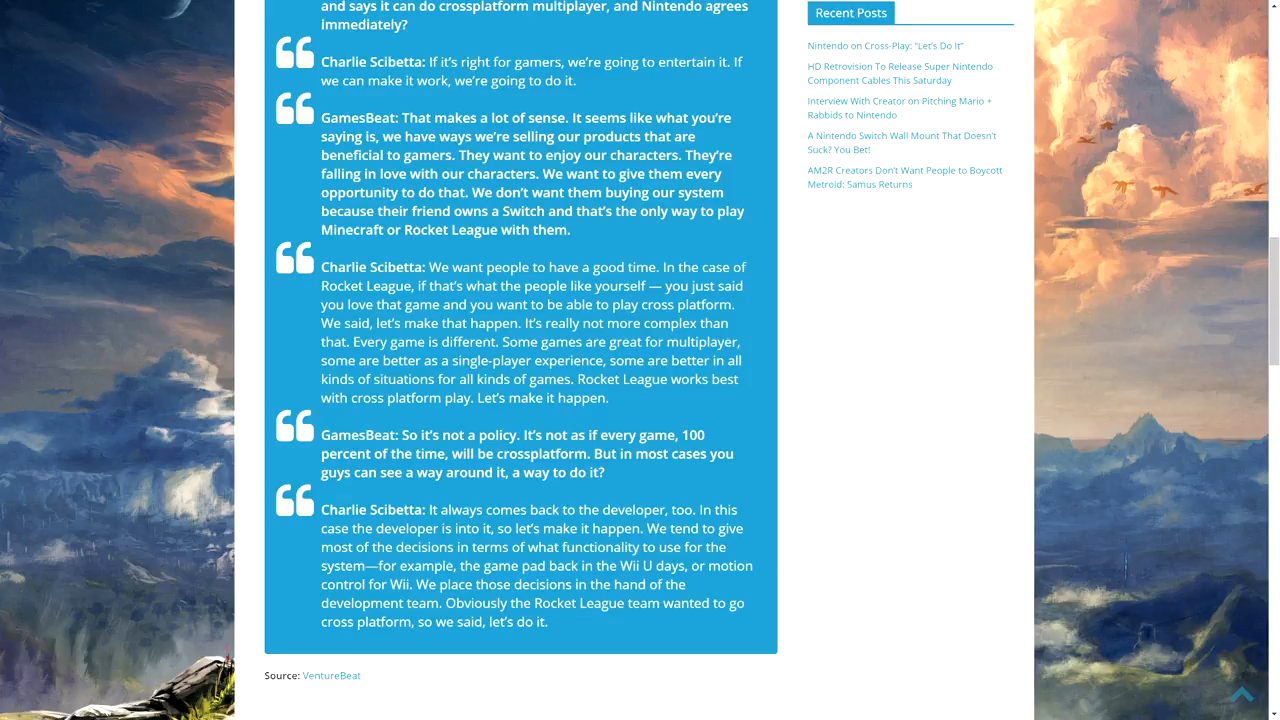 and says it can do crossplatform multiplayer, and Nintendo agrees
immediately?
Charlie Scibetta: If it's right for gamers, we're going to entertain it. If
we can make it work, we're going to do it.
GamesBeat: That makes a lot of sense. It seems like what you're
saying is, we have ways we're selling our products that are
beneficial to gamers. They want to enjoy our characters. They're
falling in love with our characters. We want to give them every
opportunity to do that. We don't want them buying our system
because their friend owns a Switch and that's the only way to play
Minecraft or Rocket League with them.
Charlie Scibetta: We want people to have a good time. In the case of
Rocket League, if that's what the people like yourself — you just said
you love that game and you want to be able to play cross platform.
We said, let's make that happen. It's really not more complex than
that. Every game is different. Some games are great for multiplayer,
some are better as a single-player experience, some are better in all
kinds of situations for all kinds of games. Rocket League works best
with cross platform play. Let's make it happen.
GamesBeat: So it's not a policy. It's not as if every game, 100
percent of the time, will be crossplatform. But in most cases you
guys can see a way around it, a way to do it?
Charlie Scibetta: It always comes back to the developer, too. In this
case the developer is into it, so let's make it happen. We tend to give
most of the decisions in terms of what functionality to use for the
system—for example, the game pad back in the Wii U days, or motion
control for Wii. We place those decisions in the hand of the
development team. Obviously the Rocket League team wanted to go
cross platform, so we said, let's do it.
Source: VentureBeat
Recent Posts
Nintendo on Cross-Play: "Let's Do It"
HD Retrovision To Release Super Nintendo
Component Cables This Saturday
Interview With Creator on Pitching Mario +
Rabbids to Nintendo
A Nintendo Switch Wall Mount That Doesn't
Suck? You Bet!
AM2R Creators Don't Want People to Boycott
Metroid: Samus Returns